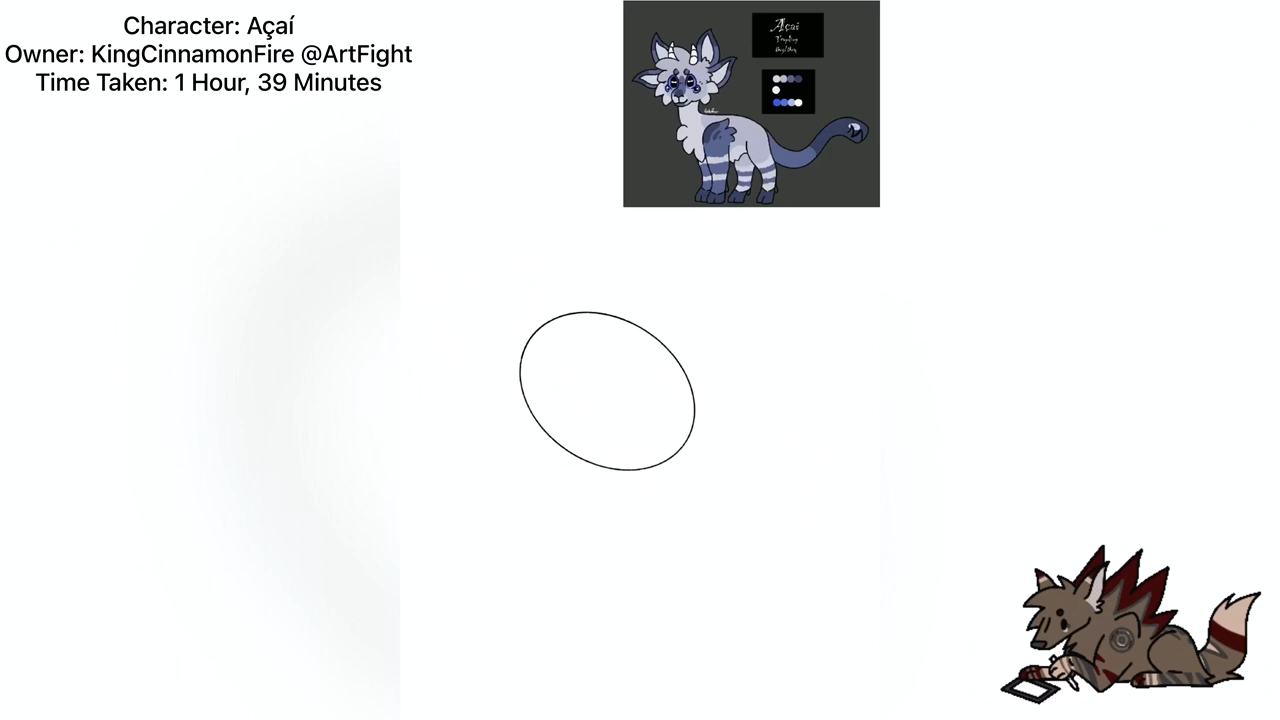 Character: Açaí
Owner: KingCinnamonFire @ArtFight
Time Taken: 1 Hour, 39 Minutes
Açaí